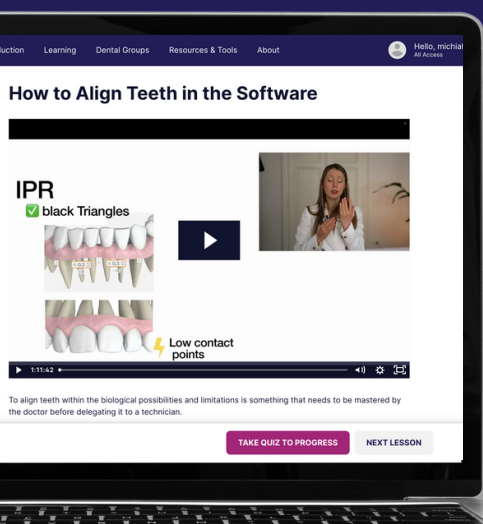 Learning Dental Groups Resources & Tools About Hello, michial
All Access
How to Align Teeth in the Software
IPR
✅ black Triangles
Low contact
points
1:11:42
To align teeth within the biological possibilities and limitations is something that needs to be mastered by
the doctor before delegating it to a technician.
TAKE QUIZ TO PROGRESS NEXT LESSON